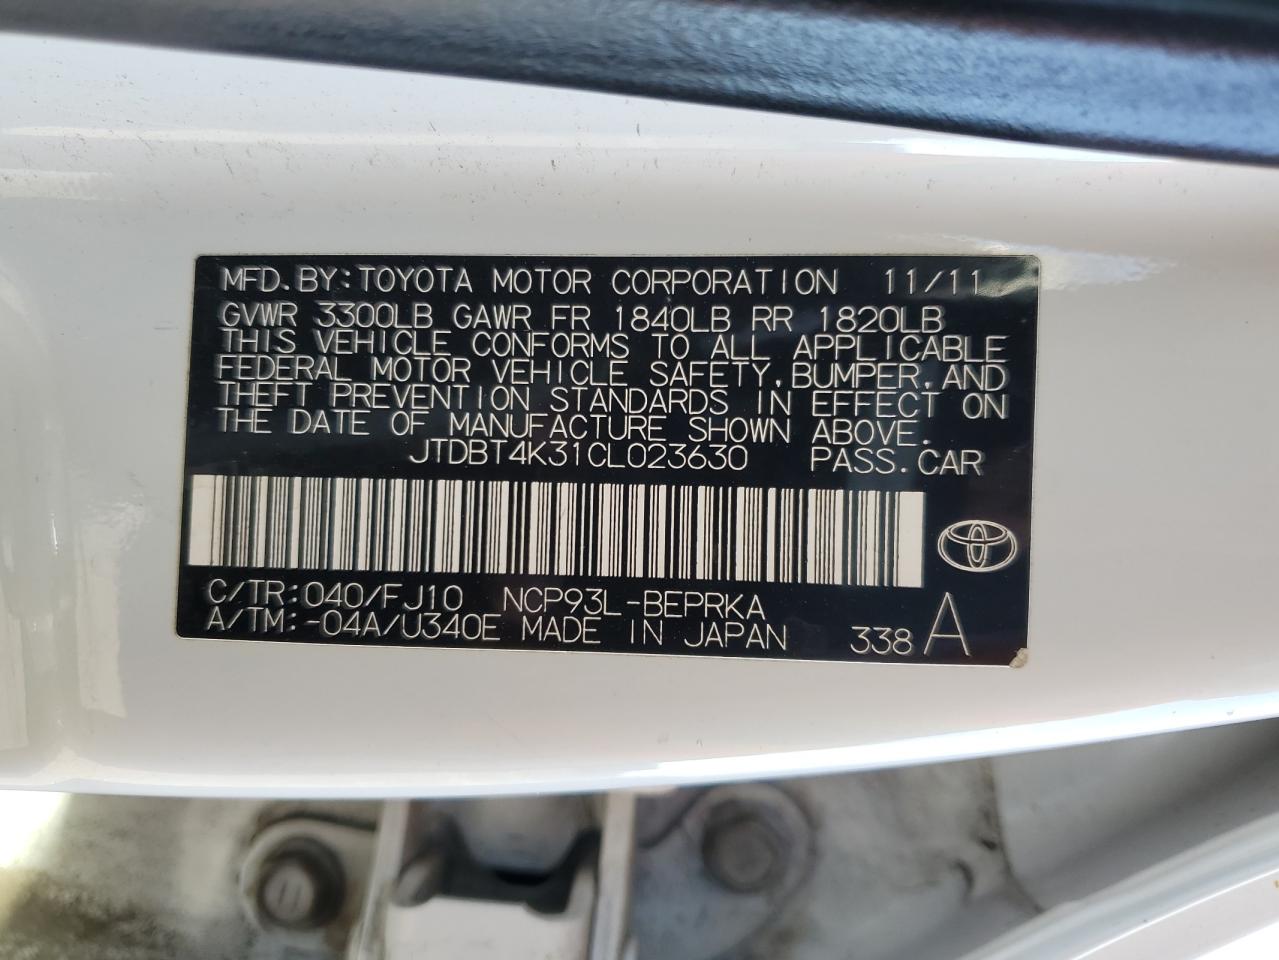 MFD.BY:TOYOTA MOTOR CORPORATION 11/11
GVWR 3300LB GAWR FR 1840LB RR 1820LB
THIS VEHICLE CONFORMS TO ALL APPLICABLE
FEDERAL MOTOR VEHICLE SAFETY,BUMPER,AND
THEFT PREVENTION STANDARDS IN EFFECT ON
THE DATE OF MANUFACTURE SHOWN ABOVE.
JTDBT4K31CL023630 PASS.CAR
C/TR:040/FJ10 NCP93L-BEPRKA
A/TM:-04A/U340E MADE IN JAPAN 338 A